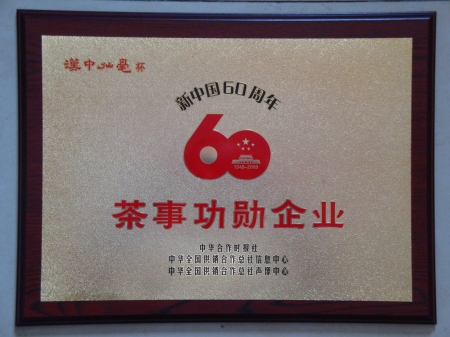 汉中仙毫杯
新中国60周年
60
1949-2009
茶事功勋企业
中华合作时报社
中华全国供销合作总社信息中心
中华全国供销合作总社声像中心